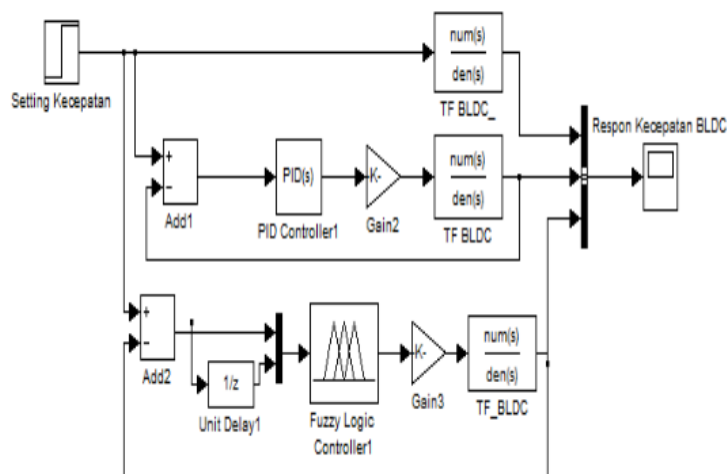 num(s)
den(s)
TF BLDC_
Setting Kecepatan
Respon Kecepatan BLDC
+
−
Add1
PID(s)
PID Controller1
K-
Gain2
num(s)
den(s)
TF BLDC
+
−
Add2
1/z
Unit Delay1
Fuzzy Logic
Controller1
K-
Gain3
num(s)
den(s)
TF_BLDC